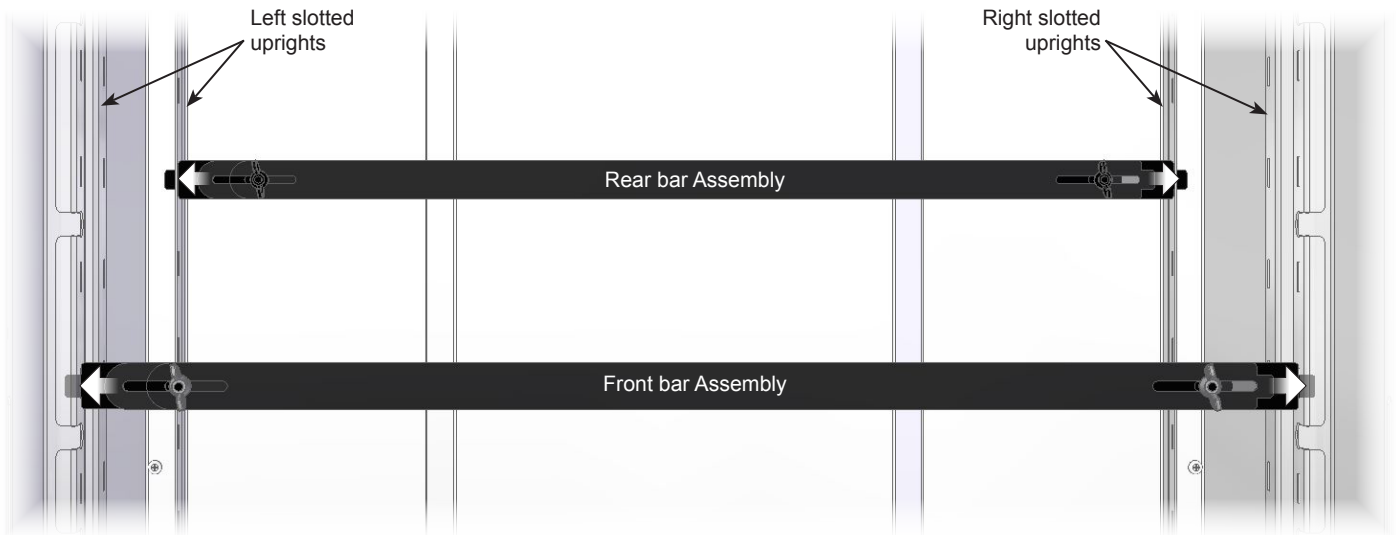 Left slotted
uprights
Right slotted
uprights
Rear bar Assembly
Front bar Assembly